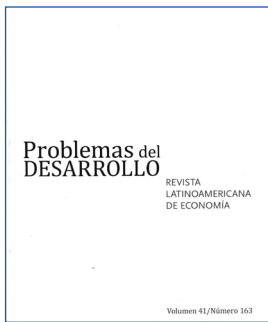 Problemas del
DESARROLLO
REVISTA
LATINOAMERICANA
DE ECONOMÍA
Volumen 41/Número 163